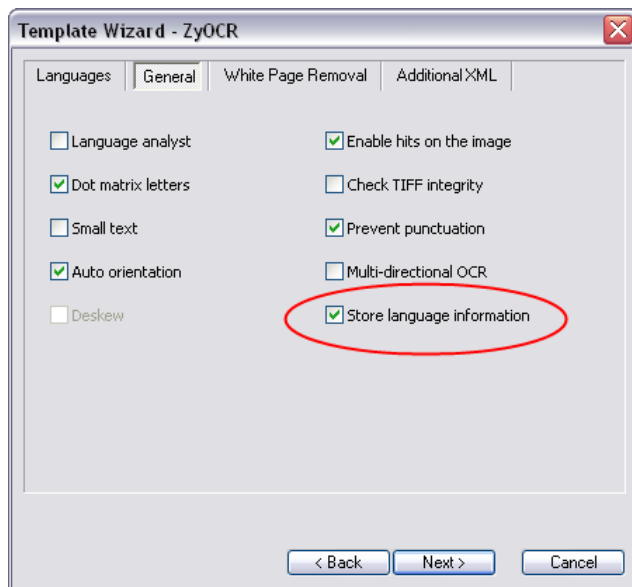 Template Wizard - ZyOCR
Languages General White Page Removal Additional XML
Language analyst Enable hits on the image
Dot matrix letters Check TIFF integrity
Small text Prevent punctuation
Auto orientation Multi-directional OCR
Deskew Store language information
< Back Next > Cancel